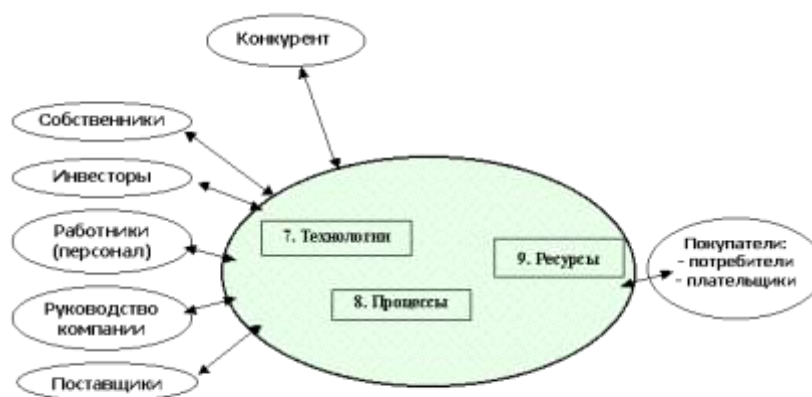 Конкурент
Собственники
Инвесторы
Работники
(персонал)
Руководство
компании
Поставщики
7. Технологии
8. Процессы
9. Ресурсы
Покупатели:
- потребители
- плательщики